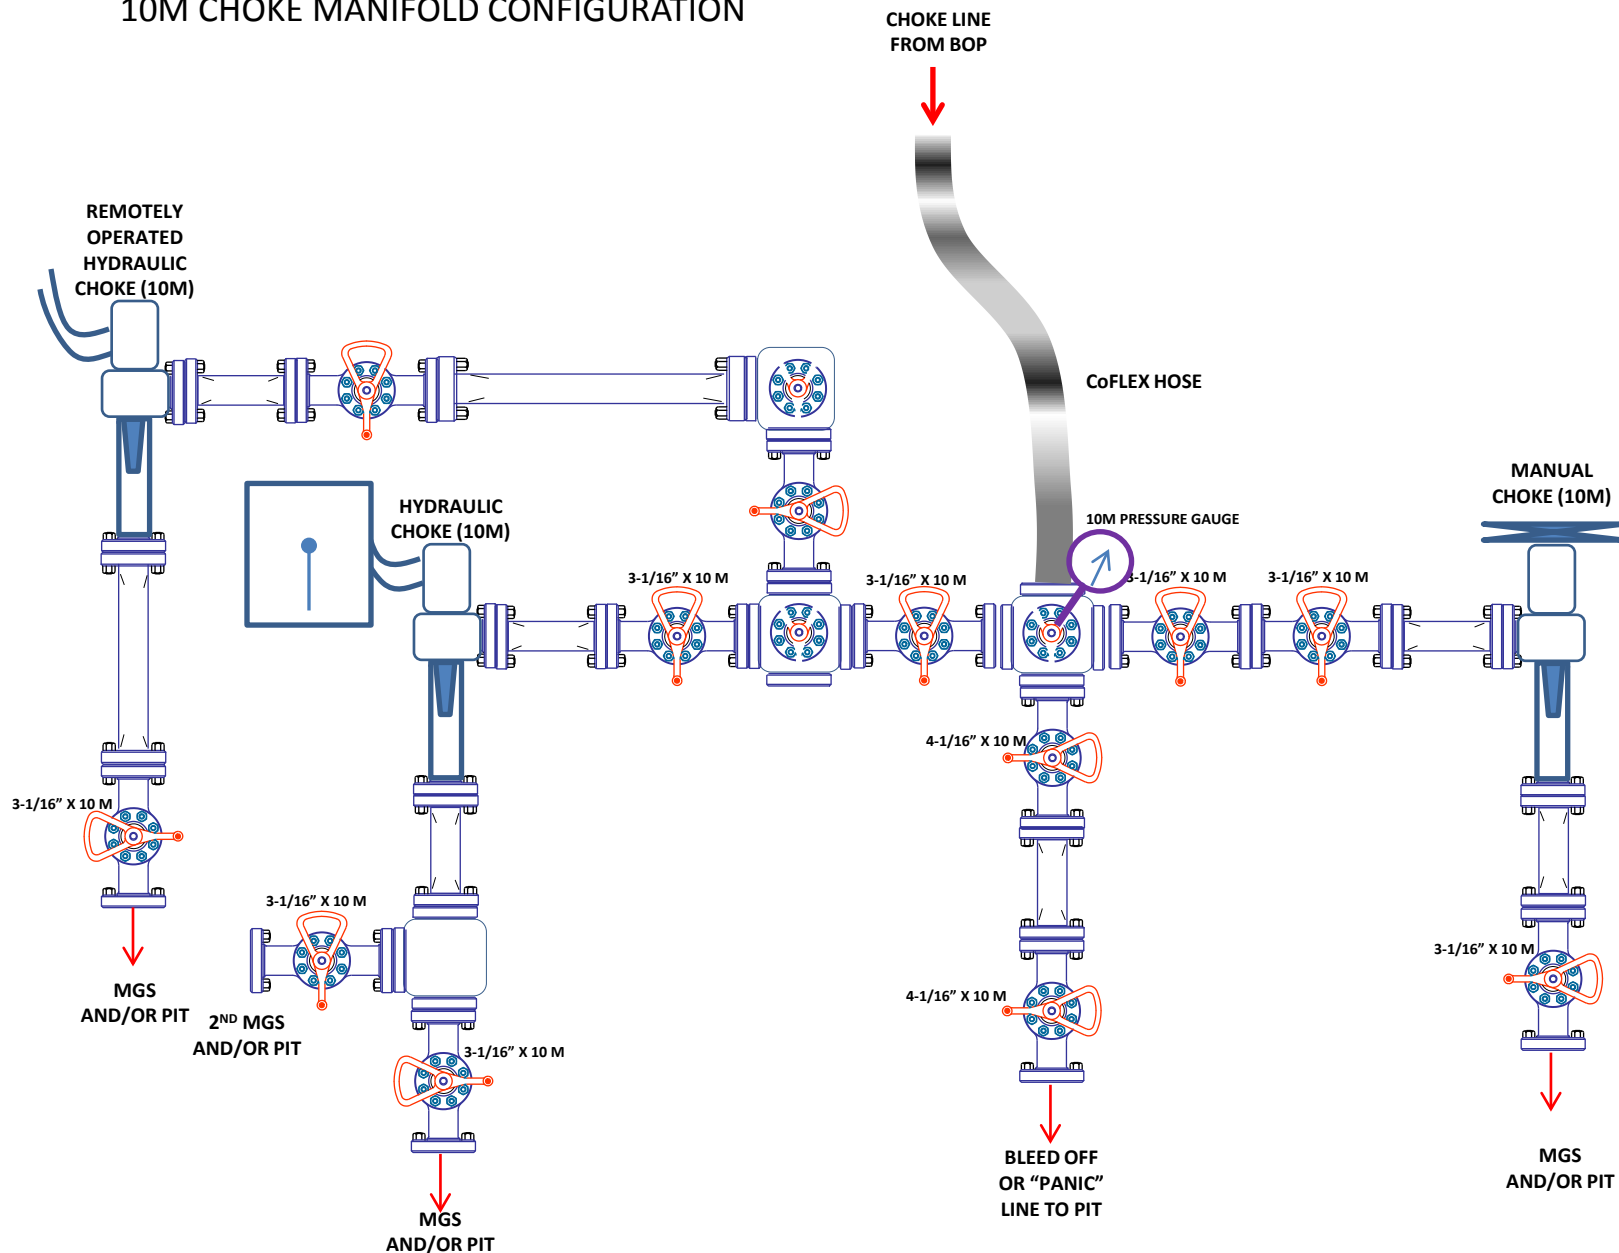 10M CHOKE MANIFOLD CONFIGURATION
CHOKE LINE
FROM BOP
REMOTELY
OPERATED
HYDRAULIC
CHOKE (10M)
CoFLEX HOSE
HYDRAULIC
CHOKE (10M)
MANUAL
CHOKE (10M)
10M PRESSURE GAUGE
3-1/16” X 10 M
3-1/16” X 10 M
3-1/16” X 10 M
3-1/16” X 10 M
4-1/16” X 10 M
3-1/16” X 10 M
3-1/16” X 10 M
3-1/16” X 10 M
4-1/16” X 10 M
MGS
AND/OR PIT
2ND MGS
AND/OR PIT
3-1/16” X 10 M
BLEED OFF
OR “PANIC”
LINE TO PIT
MGS
AND/OR PIT
MGS
AND/OR PIT